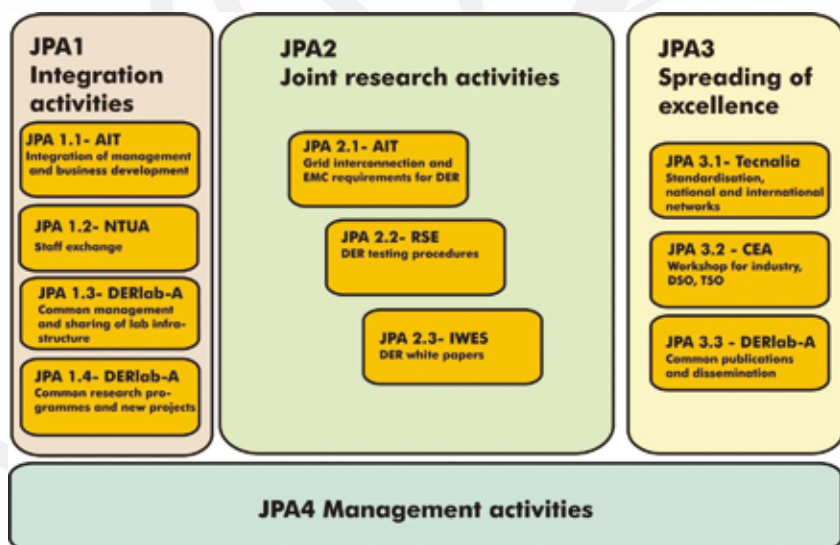 JPA1
Integration
activities
JPA 1.1- AIT
Integration of management
and business development
JPA 1.2- NTUA
Staff exchange
JPA 1.3- DERlab-A
Common management
and sharing of lab infra-
structure
JPA 1.4- DERlab-A
Common research pro-
grammes and new projects
JPA2
Joint research activities
JPA 2.1- AIT
Grid interconnection and
EMC requirements for DER
JPA 2.2- RSE
DER testing procedures
JPA 2.3- IWES
DER white papers
JPA3
Spreading of
excellence
JPA 3.1- Tecnalia
Standardisation,
national and international
networks
JPA 3.2 - CEA
Workshop for industry,
DSO, TSO
JPA 3.3 - DERlab-A
Common publications
and dissemination
JPA4 Management activities